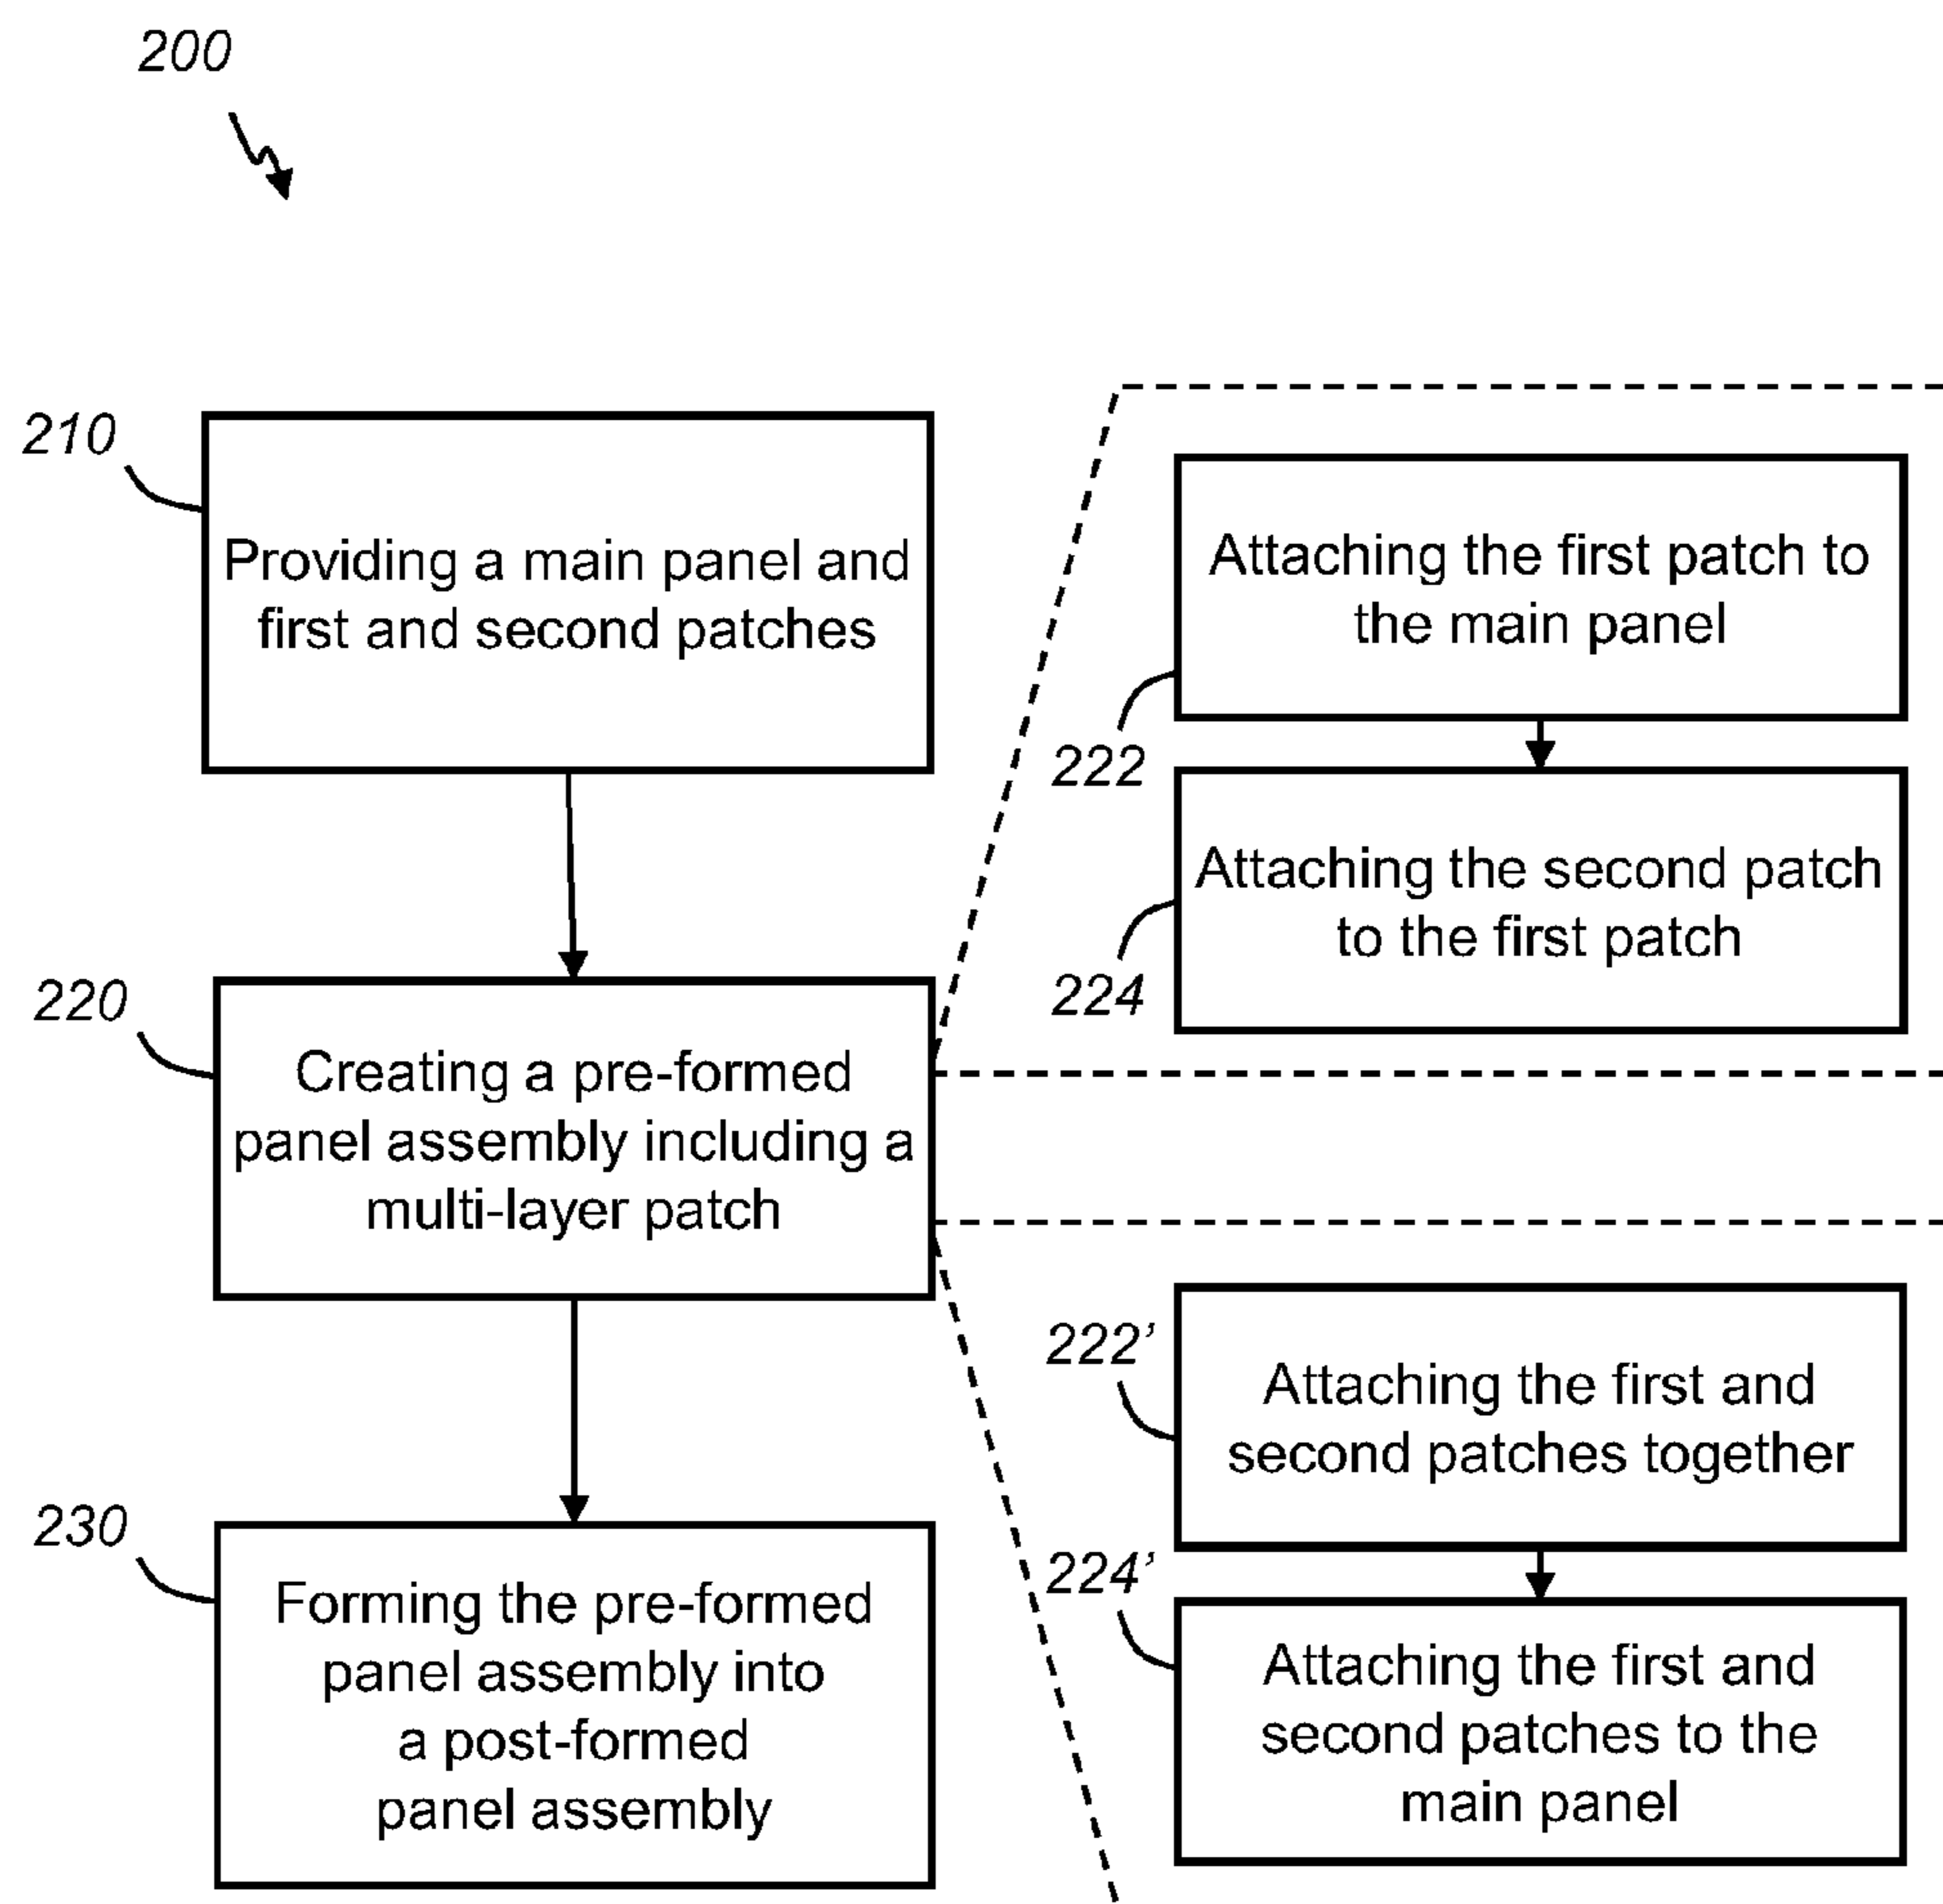 200
210
Providing a main panel and
first and second patches
220
Creating a pre-formed
panel assembly including a
multi-layer patch
230
Forming the pre-formed
panel assembly into
a post-formed
panel assembly
Attaching the first patch to
the main panel
222
Attaching the second patch
to the first patch
224
222’
Attaching the first and
second patches together
224’
Attaching the first and
second patches to the
main panel